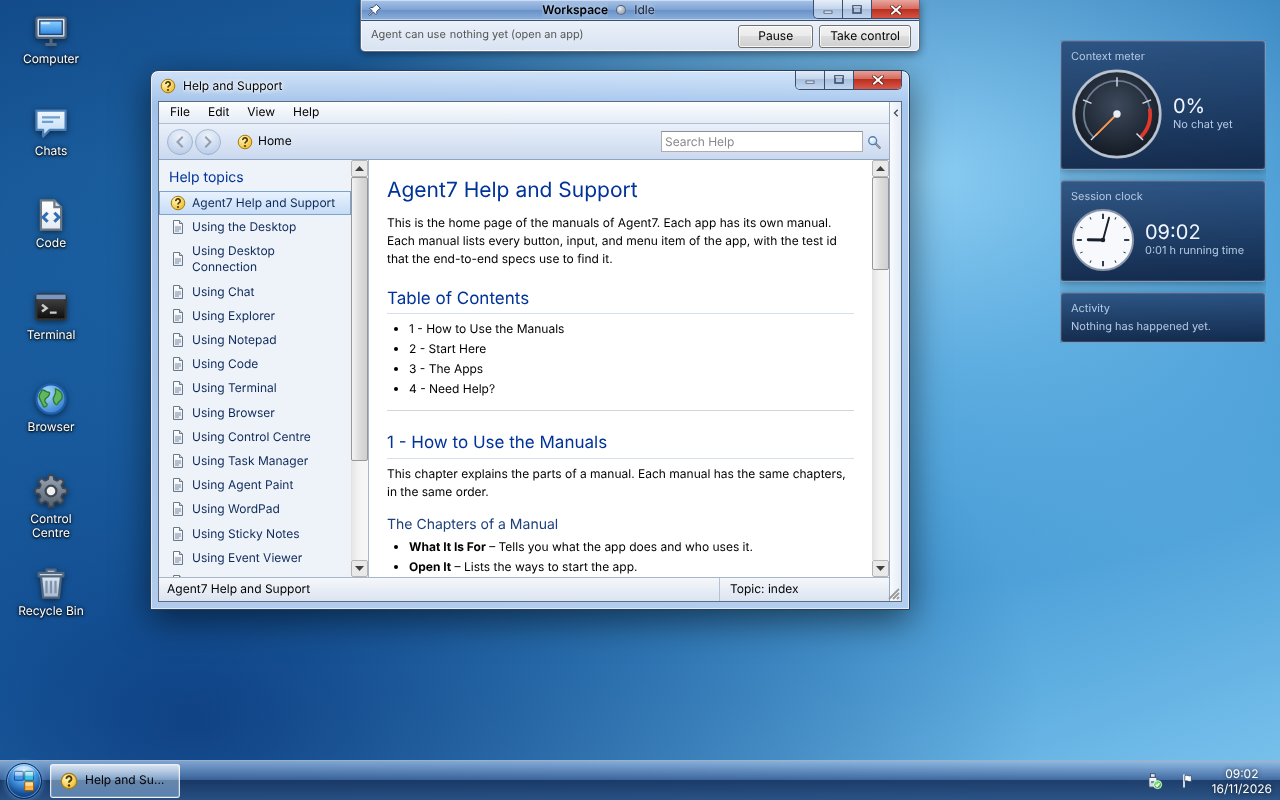 Workspace
Idle
Agent can use nothing yet (open an app)
Pause
Take control
Computer
Chats
Code
Terminal
Browser
Control
Centre
Recycle Bin
Help and Support
File
Edit
View
Help
Home
Search Help
Help topics
Agent7 Help and Support
Using the Desktop
Using Desktop
Connection
Using Chat
Using Explorer
Using Notepad
Using Code
Using Terminal
Using Browser
Using Control Centre
Using Task Manager
Using Agent Paint
Using WordPad
Using Sticky Notes
Using Event Viewer
Agent7 Help and Support
This is the home page of the manuals of Agent7. Each app has its own manual.
Each manual lists every button, input, and menu item of the app, with the test id
that the end-to-end specs use to find it.
Table of Contents
1 - How to Use the Manuals
2 - Start Here
3 - The Apps
4 - Need Help?
1 - How to Use the Manuals
This chapter explains the parts of a manual. Each manual has the same chapters,
in the same order.
The Chapters of a Manual
What It Is For – Tells you what the app does and who uses it.
Open It – Lists the ways to start the app.
Agent7 Help and Support
Topic: index
Context meter
0%
No chat yet
Session clock
09:02
0:01 h running time
Activity
Nothing has happened yet.
Help and Su...
09:02
16/11/2026